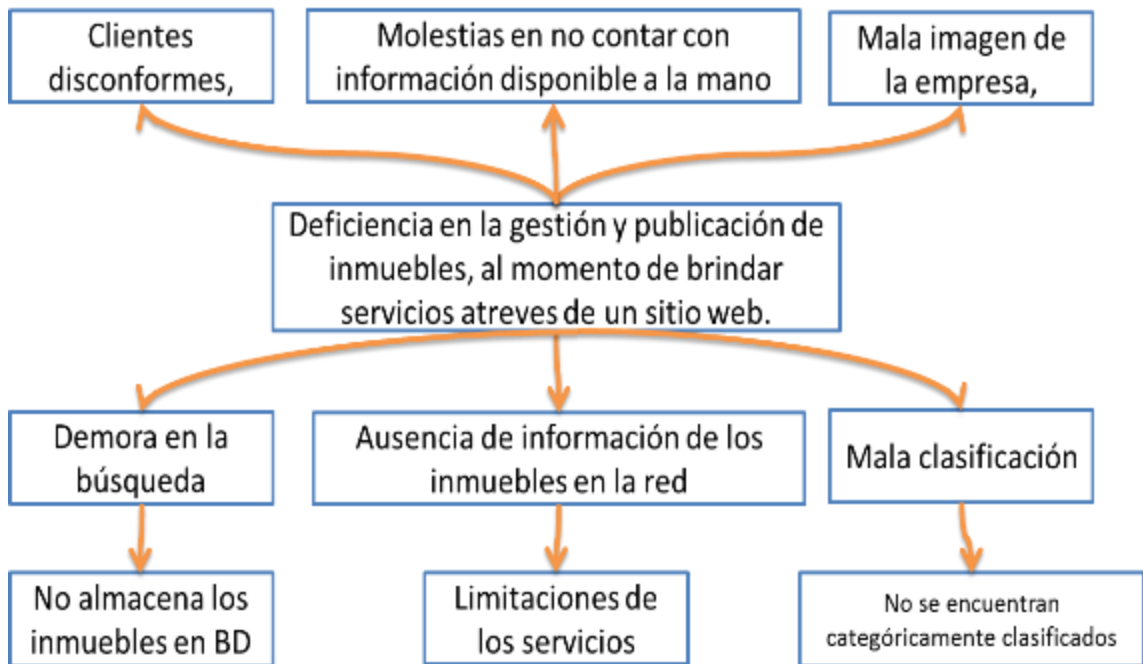 Clientes
disconformes,
Molestias en no contar con
información disponible a la mano
Mala imagen de
la empresa,
Deficiencia en la gestión y publicación de
inmuebles, al momento de brindar
servicios atreves de un sitio web.
Demora en la
búsqueda
Ausencia de información de los
inmuebles en la red
Mala clasificación
No almacena los
inmuebles en BD
Limitaciones de
los servicios
No se encuentran
categóricamente clasificados